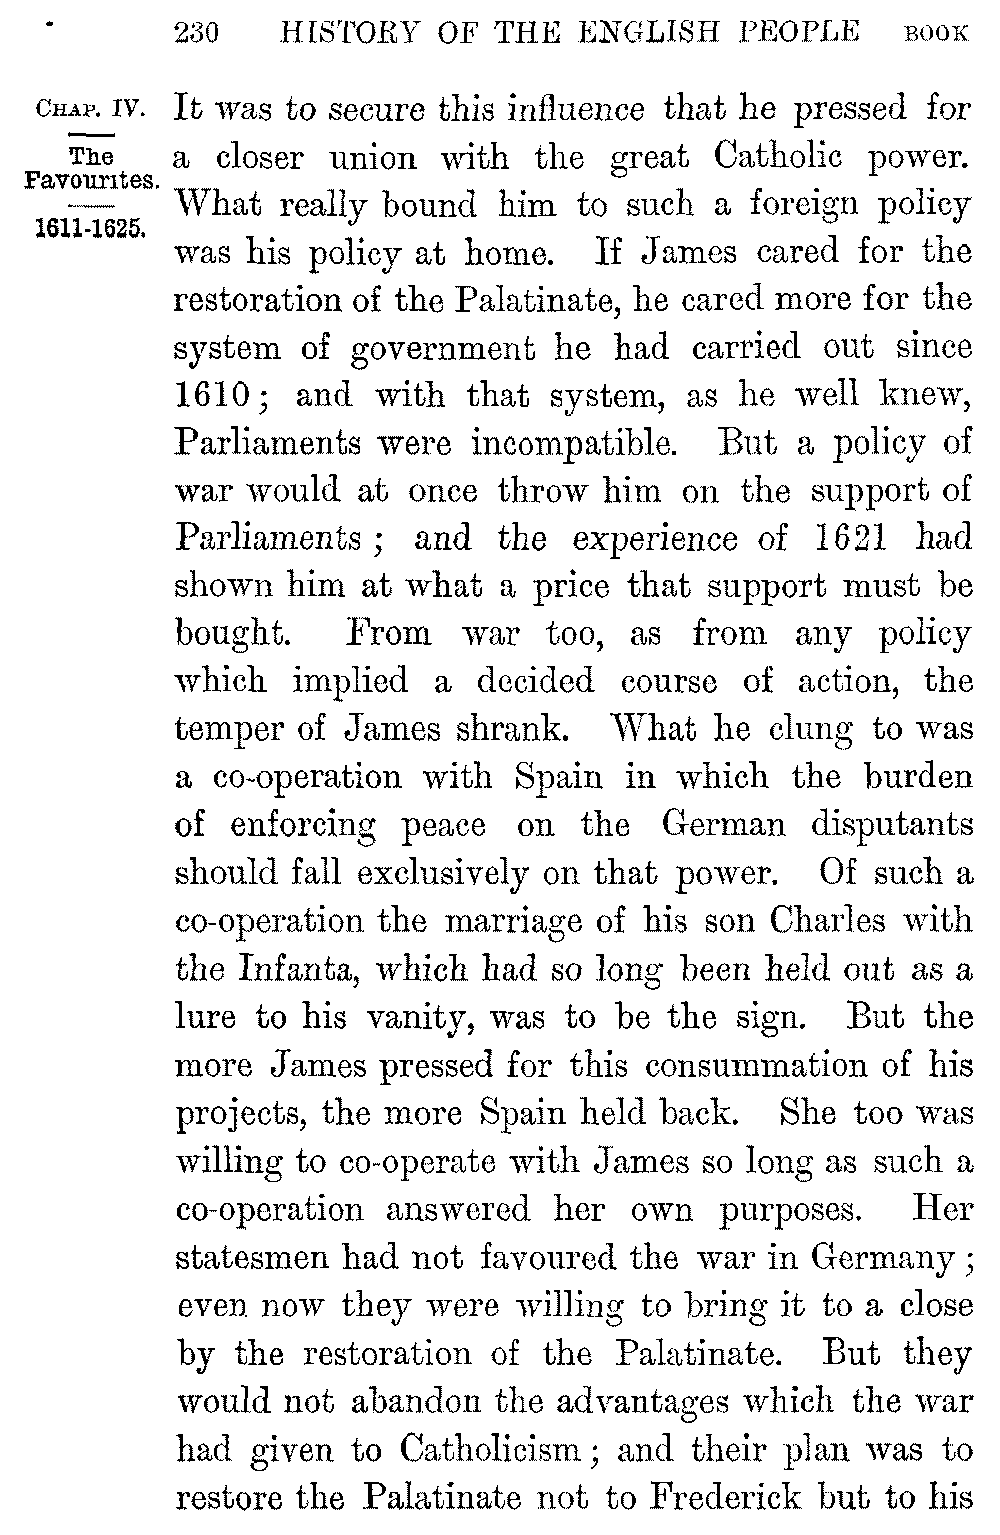 230 HISTORY OF THE ENGLISH PEOPLE BOOK
CHAP. IV.
The
Favourites.
1611-1625.
It was to secure this influence that he pressed for
a closer union with the great Catholic power.
What really bound him to such a foreign policy
was his policy at home. If James cared for the
restoration of the Palatinate, he cared more for the
system of government he had carried out since
1610; and with that system, as he well knew,
Parliaments were incompatible. But a policy of
war would at once throw him on the support of
Parliaments; and the experience of 1621 had
shown him at what a price that support must be
bought. From war too, as from any policy
which implied a decided course of action, the
temper of James shrank. What he clung to was
a co-operation with Spain in which the burden
of enforcing peace on the German disputants
should fall exclusively on that power. Of such a
co-operation the marriage of his son Charles with
the Infanta, which had so long been held out as a
lure to his vanity, was to be the sign. But the
more James pressed for this consummation of his
projects, the more Spain held back. She too was
willing to co-operate with James so long as such a
co-operation answered her own purposes. Her
statesmen had not favoured the war in Germany;
even now they were willing to bring it to a close
by the restoration of the Palatinate. But they
would not abandon the advantages which the war
had given to Catholicism; and their plan was to
restore the Palatinate not to Frederick but to his